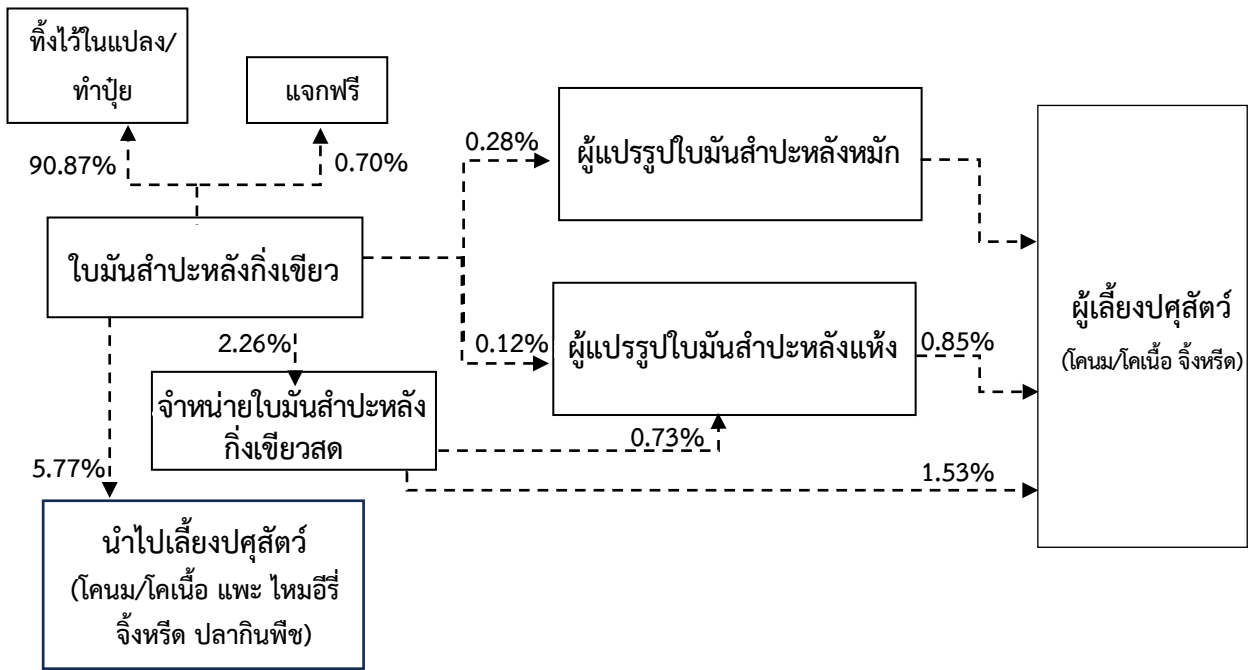 ทิ้งไว้ในแปลง/
ทำปุ๋ย
แจกฟรี
90.87%
0.70%
0.28%
ผู้แปรรูปใบมันสำปะหลังหมัก
ใบมันสำปะหลังกิ่งเขียว
ผู้เลี้ยงปศุสัตว์
(โคนม/โคเนื้อ จิ้งหรีด)
2.26%
0.12%
ผู้แปรรูปใบมันสำปะหลังแห้ง
0.85%
จำหน่ายใบมันสำปะหลัง
กิ่งเขียวสด
0.73%
5.77%
1.53%
นำไปเลี้ยงปศุสัตว์
(โคนม/โคเนื้อ แพะ ไหมอีรี่
จิ้งหรีด ปลากินพืช)